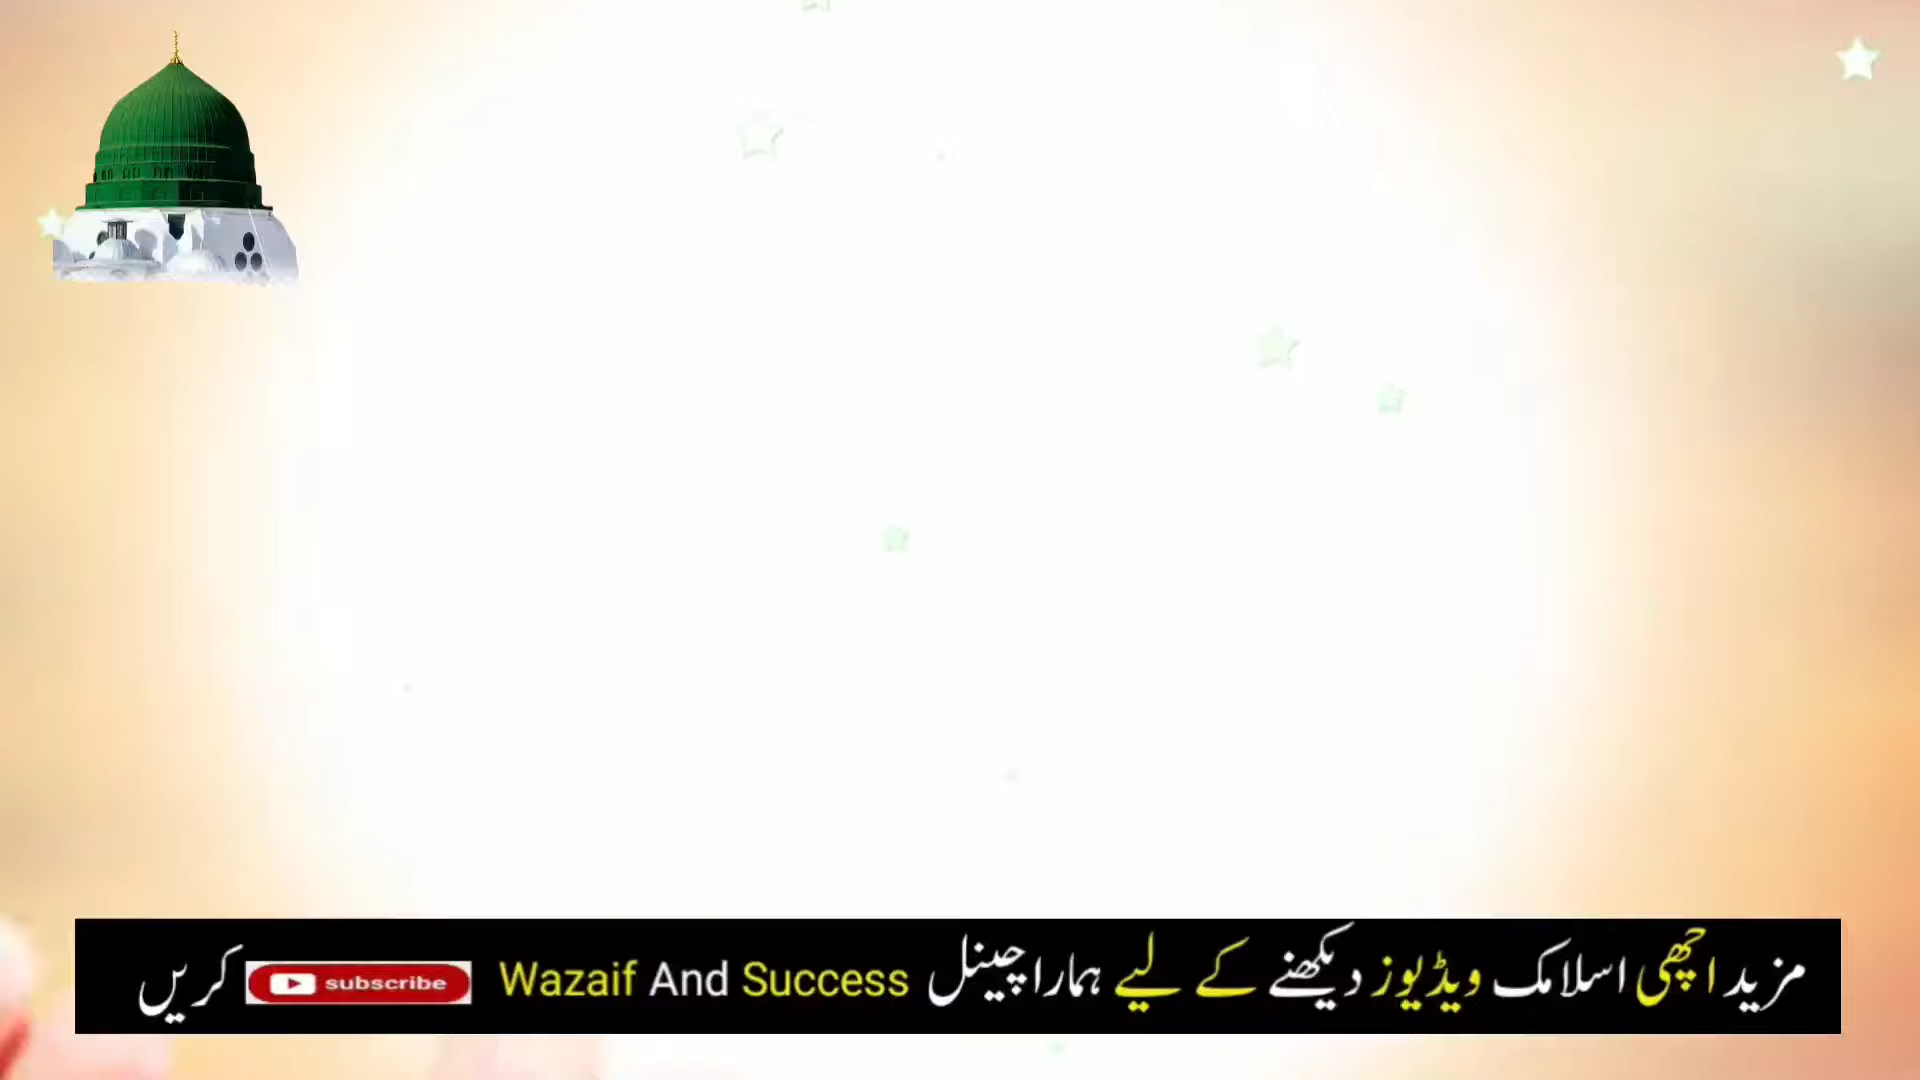 مزید اچھی اسلامک ویڈیوز دیکھنے کے لیے ہمارا چینل Wazaif And Success subscribe کریں